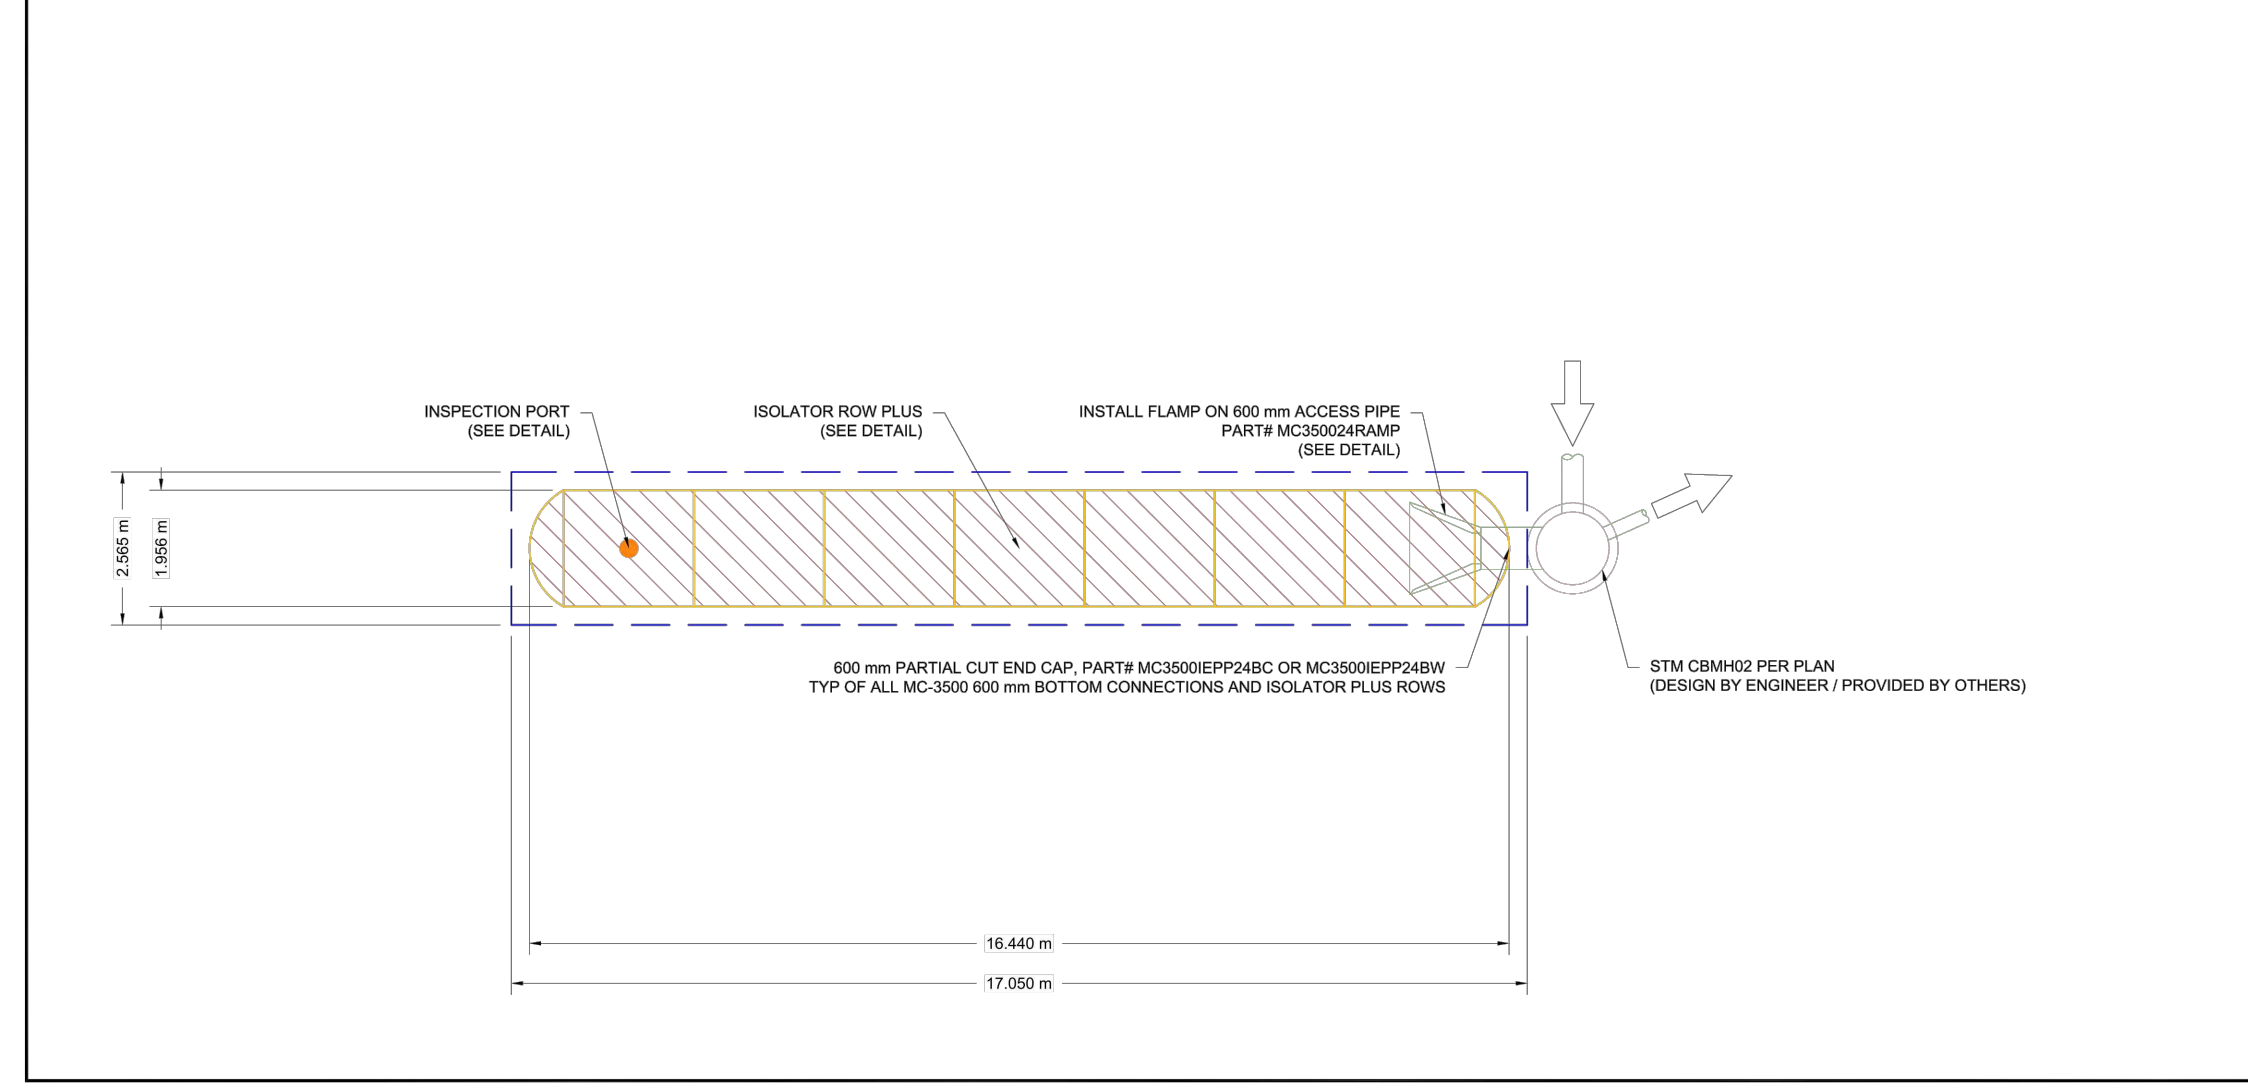 INSPECTION PORT
(SEE DETAIL)
ISOLATOR ROW PLUS
(SEE DETAIL)
INSTALL FLAMP ON 600 mm ACCESS PIPE
PART# MC350024RAMP
(SEE DETAIL)
2.565 m
1.956 m
600 mm PARTIAL CUT END CAP, PART# MC3500IEPP24BC OR MC3500IEPP24BW
TYP OF ALL MC-3500 600 mm BOTTOM CONNECTIONS AND ISOLATOR PLUS ROWS
STM CBMH02 PER PLAN
(DESIGN BY ENGINEER / PROVIDED BY OTHERS)
16.440 m
17.050 m